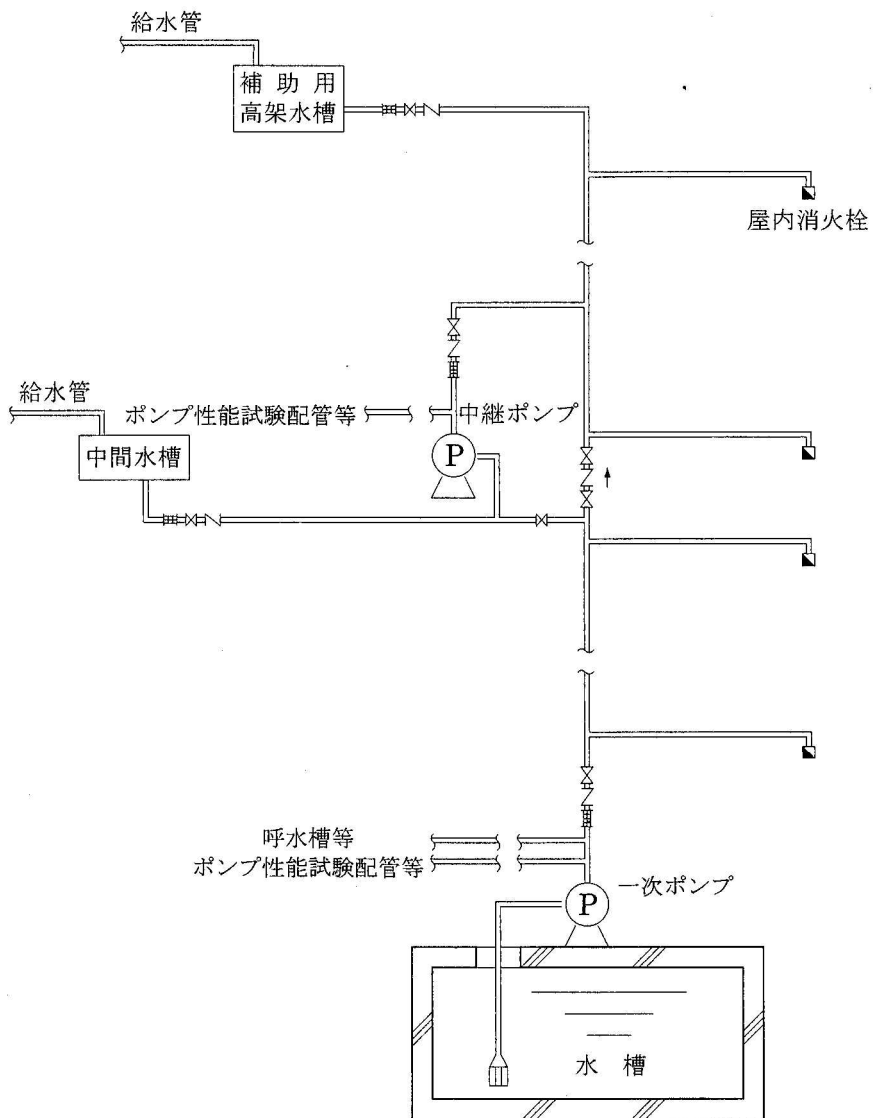 給水管
補助用
高架水槽
屋内消火栓
給水管
ポンプ性能試験配管等
中継ポンプ
中間水槽
P
呼水槽等
ポンプ性能試験配管等
一次ポンプ
P
水槽